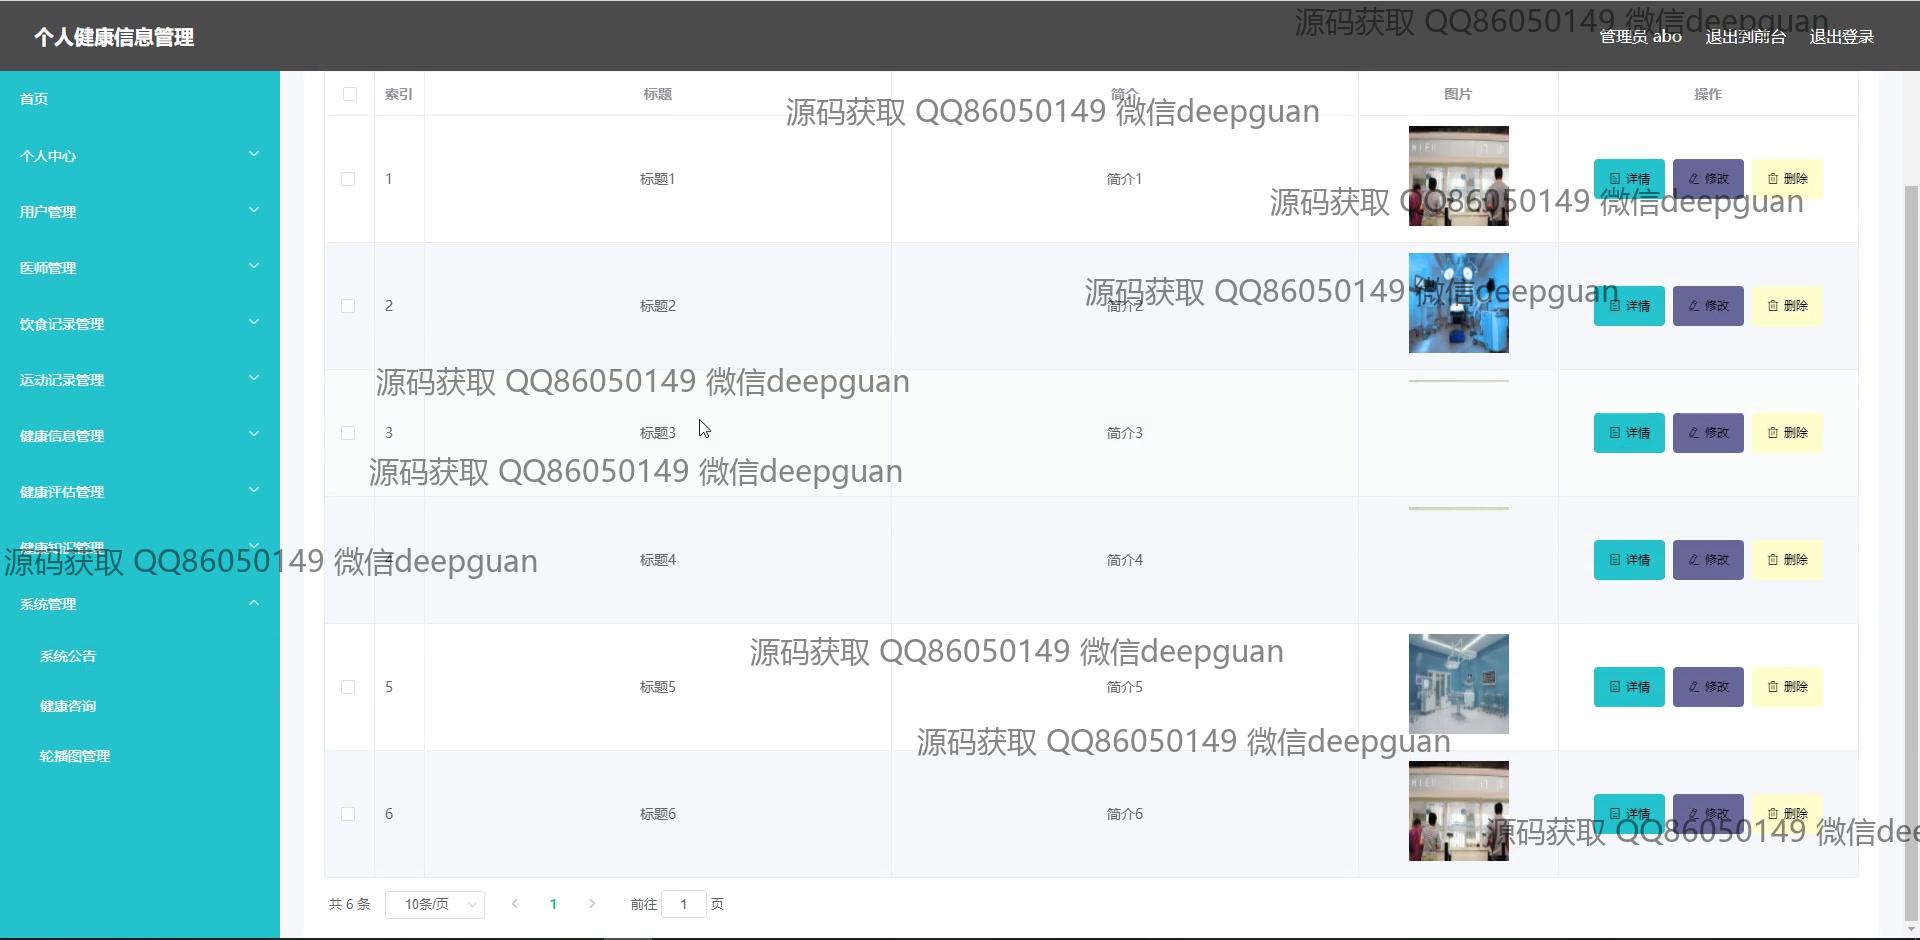 个人健康信息管理
源码获取 QQ86050149 微信deepguan
管理员 abo 退出到前台 退出登录
首页
个人中心
用户管理
医师管理
饮食记录管理
运动记录管理
健康信息管理
健康评估管理
健康知识管理
系统管理
系统公告
健康咨询
轮播图管理
索引 标题 简介 图片 操作
源码获取 QQ86050149 微信deepguan
1 标题1 简介1 详情 修改 删除
源码获取 QQ86050149 微信deepguan
源码获取 QQ86050149 微信deepguan
2 标题2 简介2 详情 修改 删除
源码获取 QQ86050149 微信deepguan
3 标题3 简介3 详情 修改 删除
源码获取 QQ86050149 微信deepguan
源码获取 QQ86050149 微信deepguan
4 标题4 简介4 详情 修改 删除
源码获取 QQ86050149 微信deepguan
5 标题5 简介5 详情 修改 删除
源码获取 QQ86050149 微信deepguan
6 标题6 简介6 详情 修改 删除
源码获取 QQ86050149 微信dee
共 6 条 10条/页 1 前往 1 页